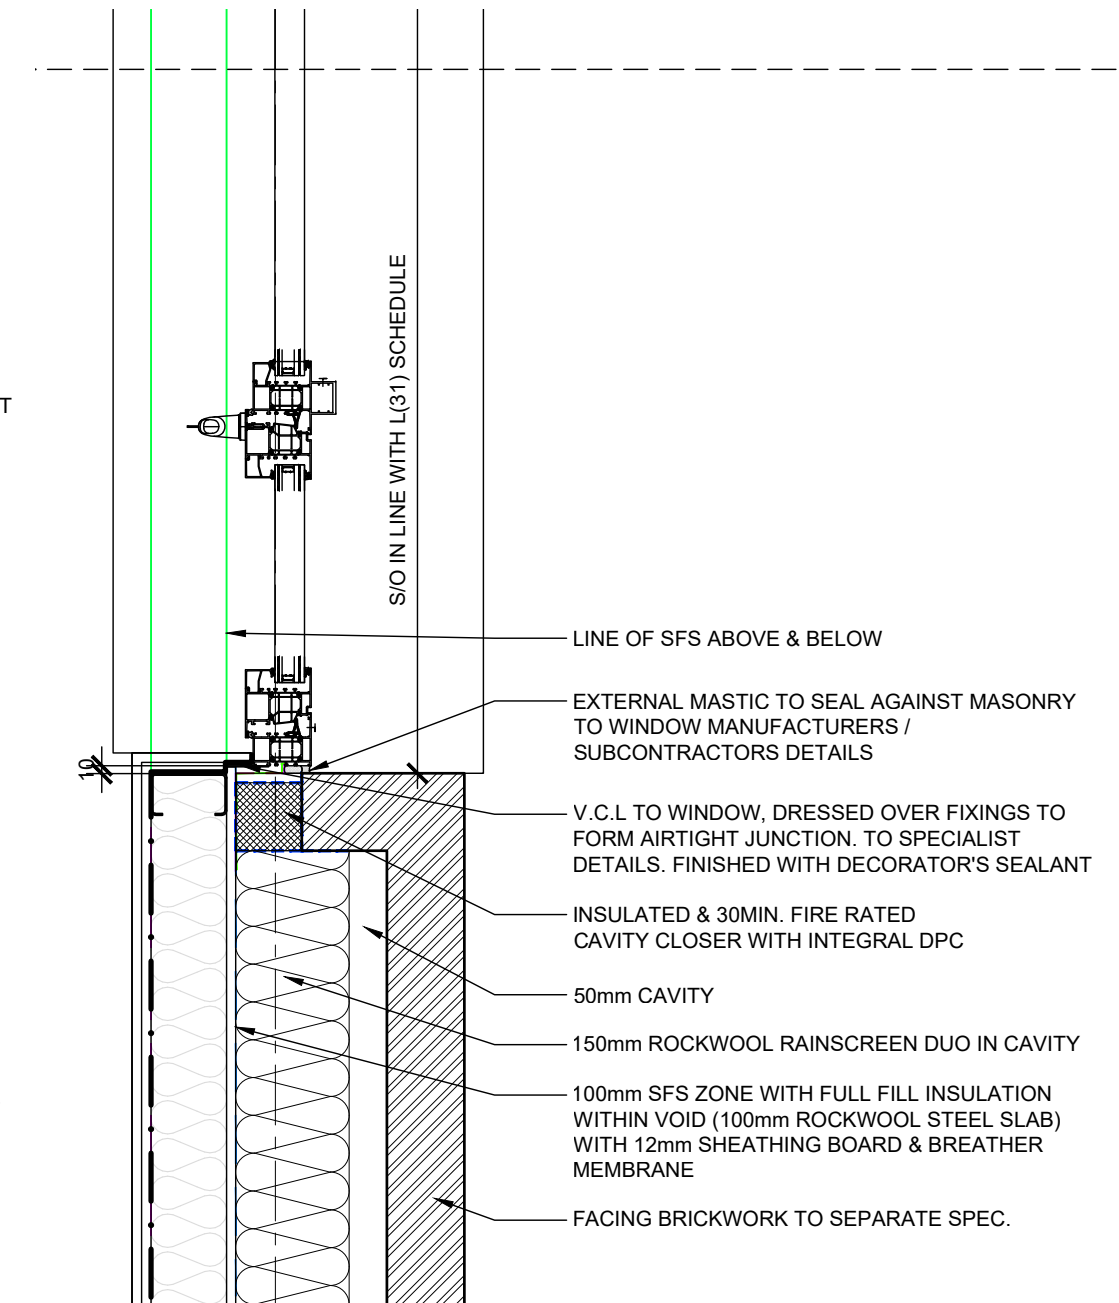 T
S/O IN LINE WITH L(31) SCHEDULE
LINE OF SFS ABOVE & BELOW
EXTERNAL MASTIC TO SEAL AGAINST MASONRY
TO WINDOW MANUFACTURERS /
SUBCONTRACTORS DETAILS
10
V.C.L TO WINDOW, DRESSED OVER FIXINGS TO
FORM AIRTIGHT JUNCTION. TO SPECIALIST
DETAILS. FINISHED WITH DECORATOR'S SEALANT
INSULATED & 30MIN. FIRE RATED
CAVITY CLOSER WITH INTEGRAL DPC
50mm CAVITY
150mm ROCKWOOL RAINSCREEN DUO IN CAVITY
100mm SFS ZONE WITH FULL FILL INSULATION
WITHIN VOID (100mm ROCKWOOL STEEL SLAB)
WITH 12mm SHEATHING BOARD & BREATHER
MEMBRANE
FACING BRICKWORK TO SEPARATE SPEC.